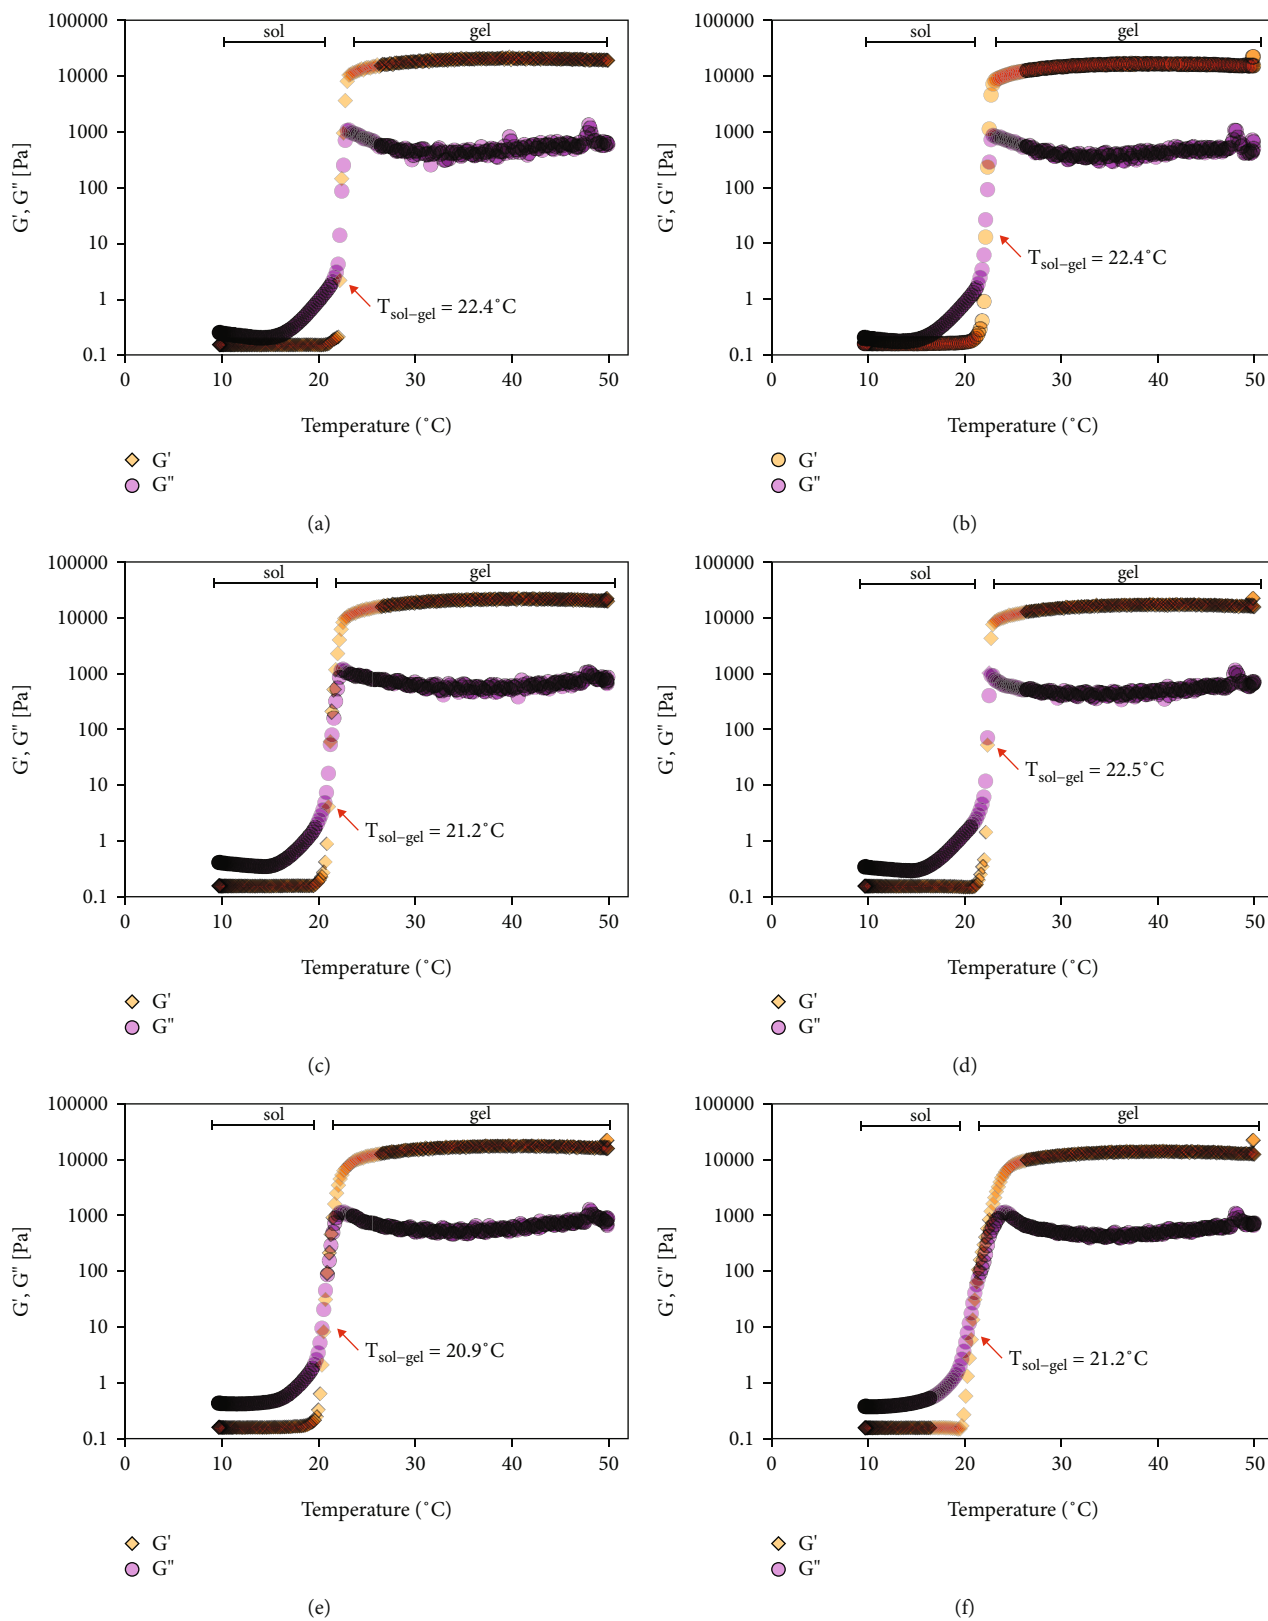 100000
10000
1000
100
10
1
0.1
G', G" [Pa]
sol
gel
T_sol–gel = 22.4˚C
0 10 20 30 40 50
Temperature (˚C)
G'
G"
(a)
100000
10000
1000
100
10
1
0.1
G', G" [Pa]
sol
gel
T_sol–gel = 22.4˚C
0 10 20 30 40 50
Temperature (˚C)
G'
G"
(b)
100000
10000
1000
100
10
1
0.1
G', G" [Pa]
sol
gel
T_sol–gel = 21.2˚C
0 10 20 30 40 50
Temperature (˚C)
G'
G"
(c)
100000
10000
1000
100
10
1
0.1
G', G" [Pa]
sol
gel
T_sol–gel = 22.5˚C
0 10 20 30 40 50
Temperature (˚C)
G'
G"
(d)
100000
10000
1000
100
10
1
0.1
G', G" [Pa]
sol
gel
T_sol–gel = 20.9˚C
0 10 20 30 40 50
Temperature (˚C)
G'
G"
(e)
100000
10000
1000
100
10
1
0.1
G', G" [Pa]
sol
gel
T_sol–gel = 21.2˚C
0 10 20 30 40 50
Temperature (˚C)
G'
G"
(f)